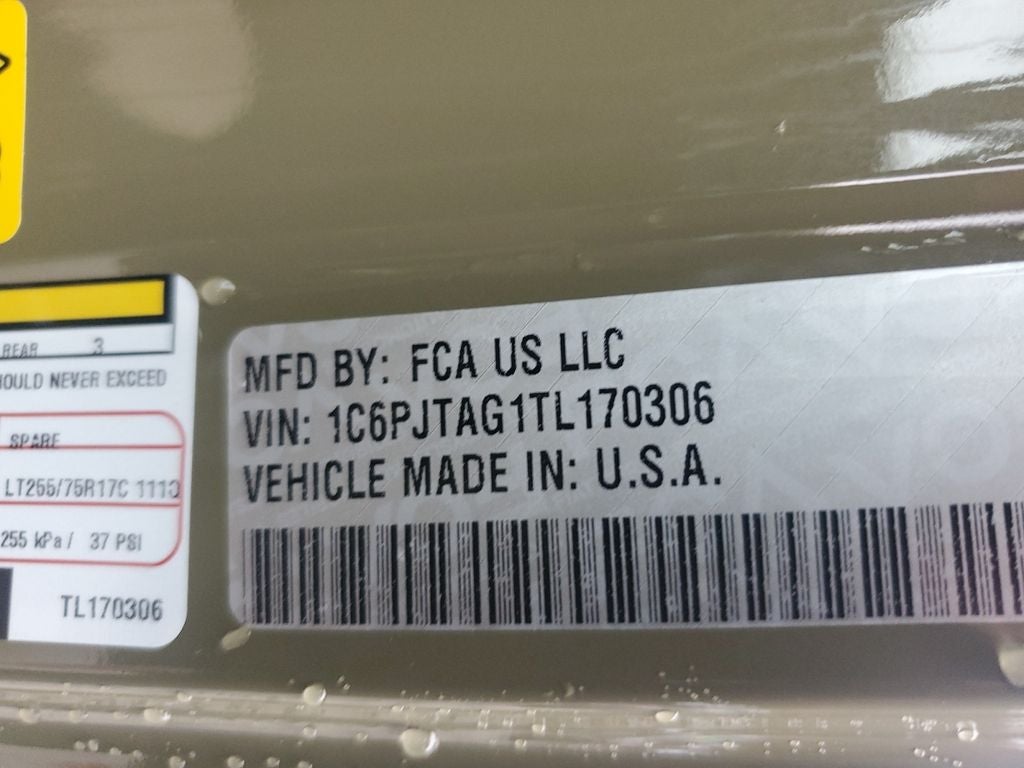 REAR 3
OULD NEVER EXCEED
SPARE
LT255/75R17C 111
255 kPa / 37 PSI
TL170306
MFD BY: FCA US LLC
VIN: 1C6PJTAG1TL170306
VEHICLE MADE IN: U.S.A.